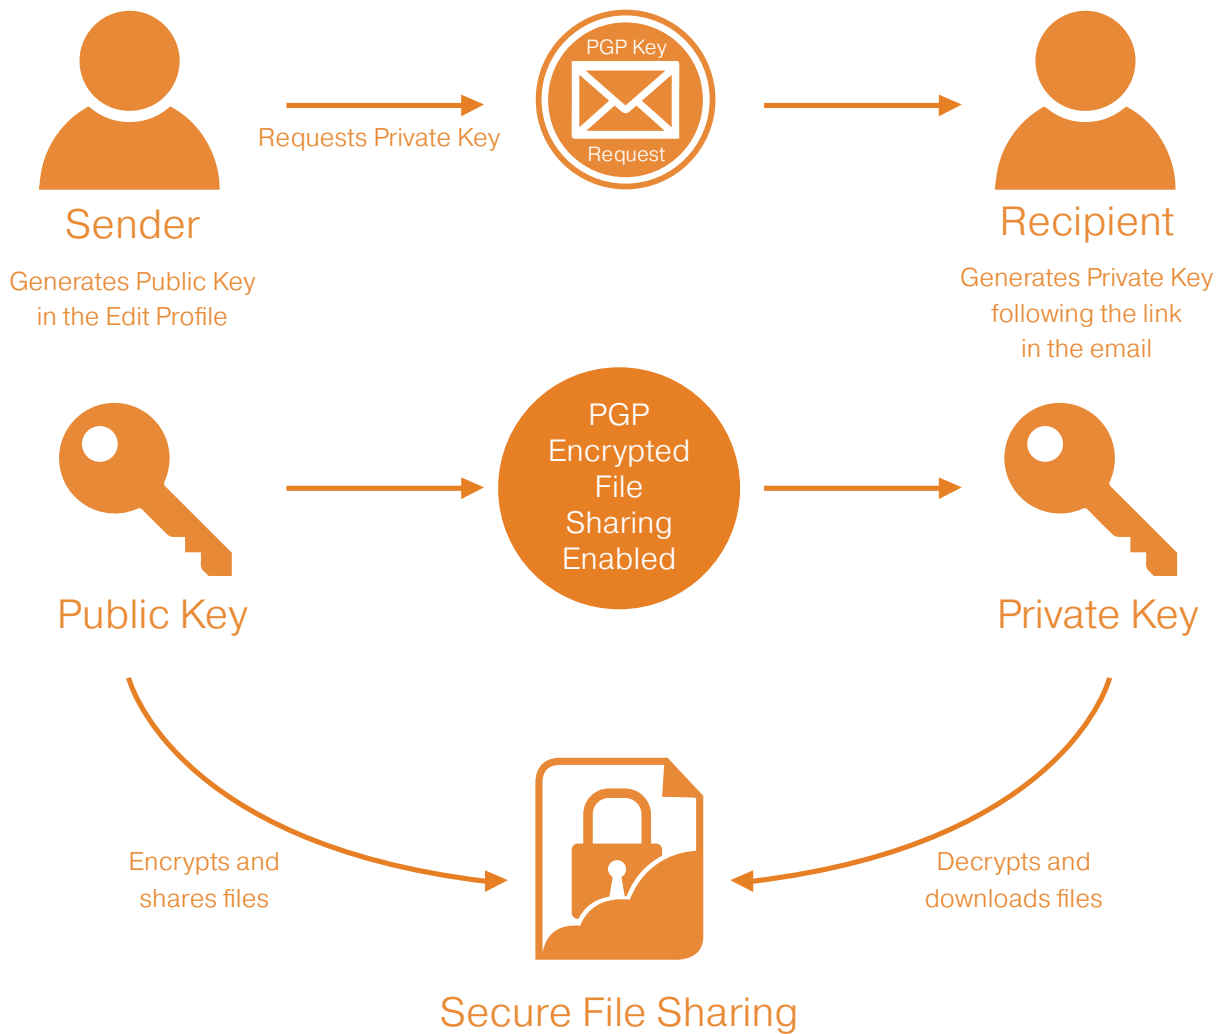 PGP Key
Request
Requests Private Key
Sender
Generates Public Key
in the Edit Profile
Recipient
Generates Private Key
following the link
in the email
PGP
Encrypted
File
Sharing
Enabled
Public Key
Private Key
Encrypts and
shares files
Decrypts and
downloads files
Secure File Sharing